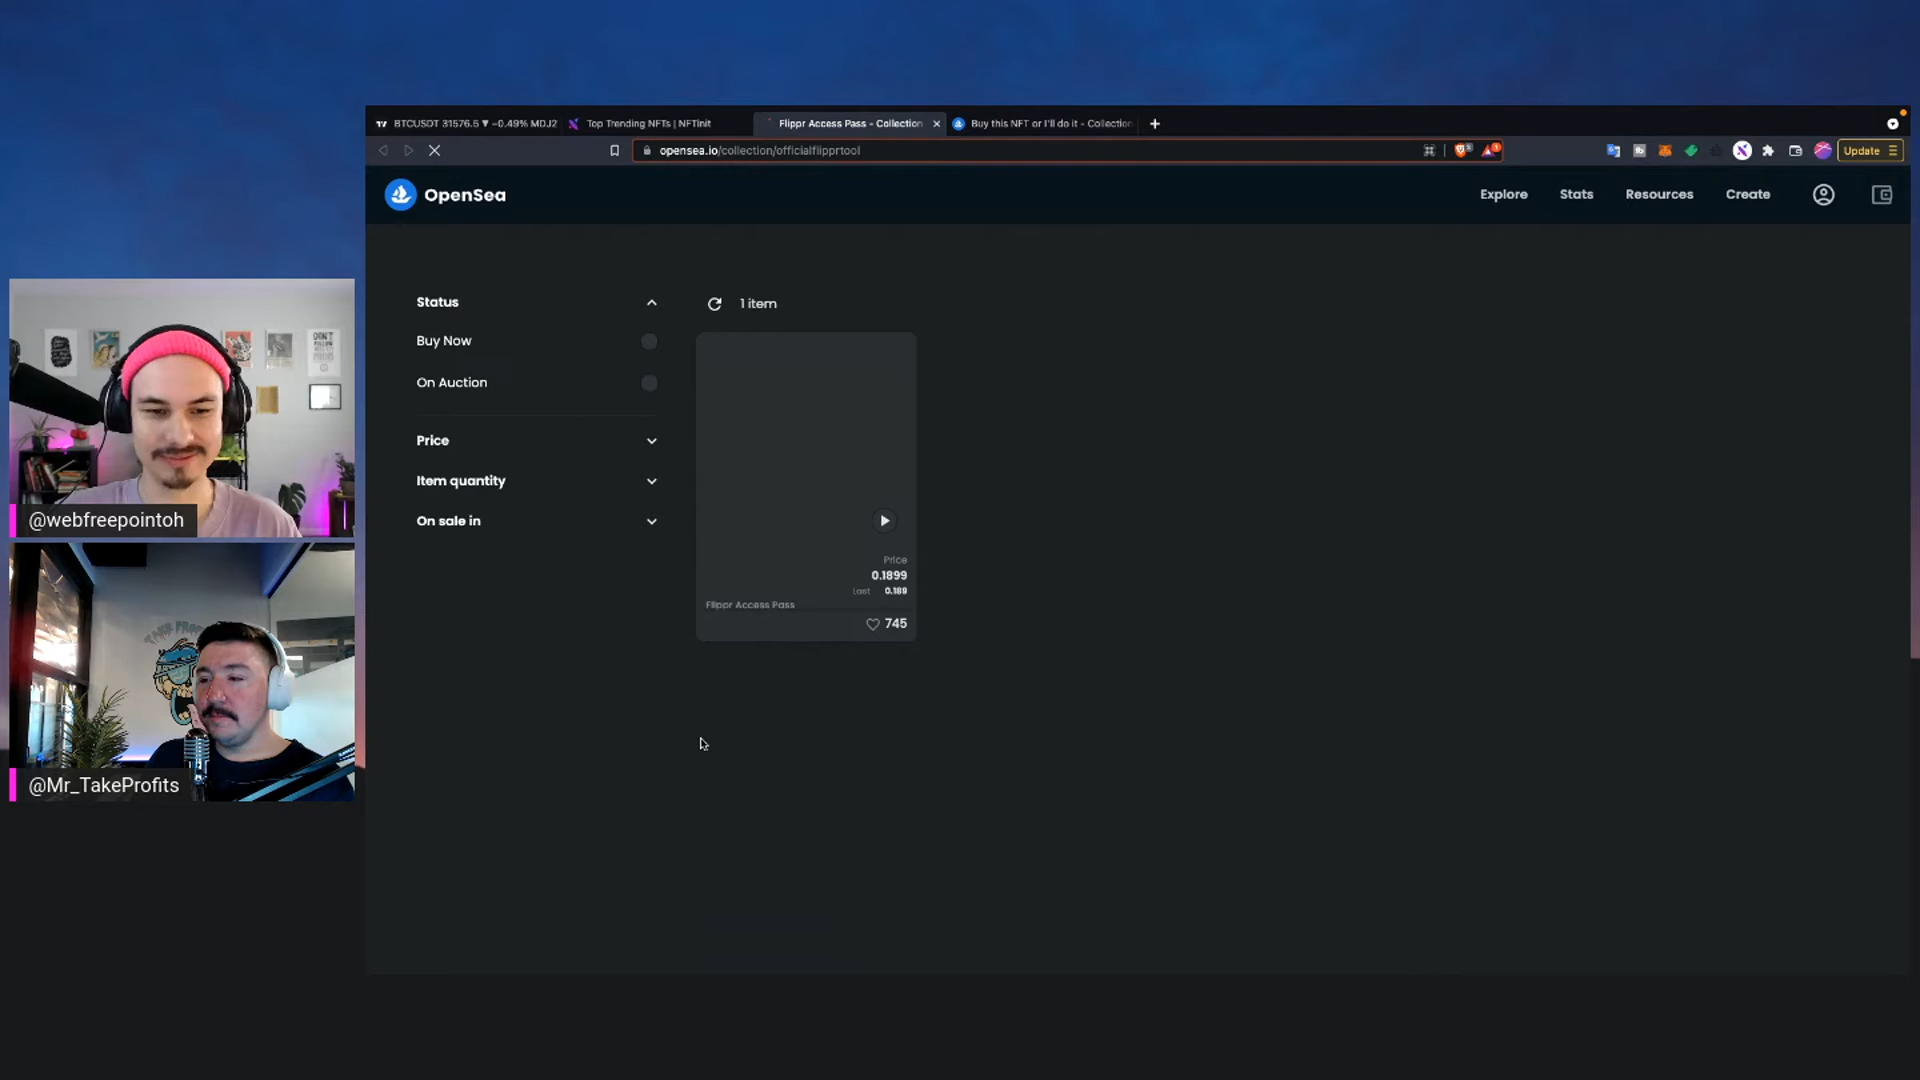 BTCUSDT 31576.5 ▼ −0.49% MDJ2
Top Trending NFTs | NFTinit
Flippr Access Pass - Collection
Buy this NFT or I'll do it - Collection
opensea.io/collection/officialflipprtool
Update
OpenSea
Explore
Stats
Resources
Create
Status
Buy Now
On Auction
Price
Item quantity
On sale in
1 item
Price
0.1899
Last 0.189
Flippr Access Pass
745
@webfreepointoh
TAKE PROF
@Mr_TakeProfits